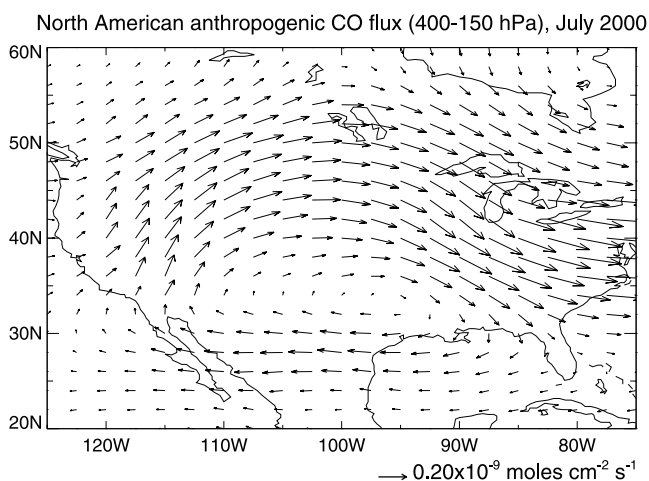 North American anthropogenic CO flux (400-150 hPa), July 2000
60N
50N
40N
30N
20N
120W 110W 100W 90W 80W
0.20x10⁻⁹ moles cm⁻² s⁻¹